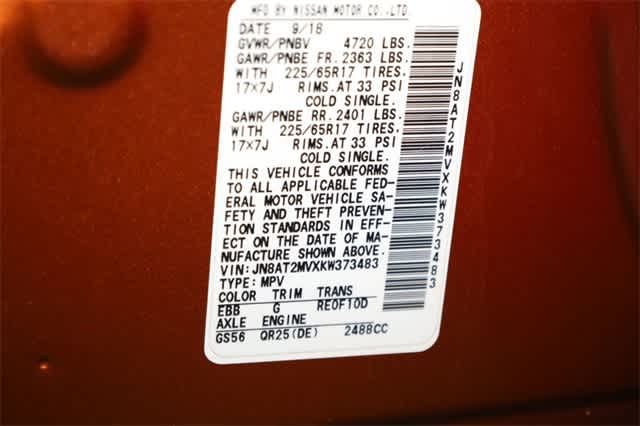 MFD.BY NISSAN MOTOR CO.,LTD.
DATE 9/18
GVWR/PNBV 4720 LBS.
GAWR/PNBE FR. 2363 LBS.
WITH 225/65R17 TIRES.
17x7J RIMS.AT 33 PSI
COLD SINGLE.
GAWR/PNBE RR. 2401 LBS.
WITH 225/65R17 TIRES.
17x7J RIMS.AT 33 PSI
COLD SINGLE.
THIS VEHICLE CONFORMS
TO ALL APPLICABLE FED-
ERAL MOTOR VEHICLE SA-
FETY AND THEFT PREVEN-
TION STANDARDS IN EFF-
ECT ON THE DATE OF MA-
NUFACTURE SHOWN ABOVE.
VIN:JN8AT2MVXKW373483
TYPE:MPV
COLOR TRIM TRANS
EBB G RE0F10D
AXLE ENGINE
GS56 QR25(DE) 2488CC
JN8AT2MVXKW373483